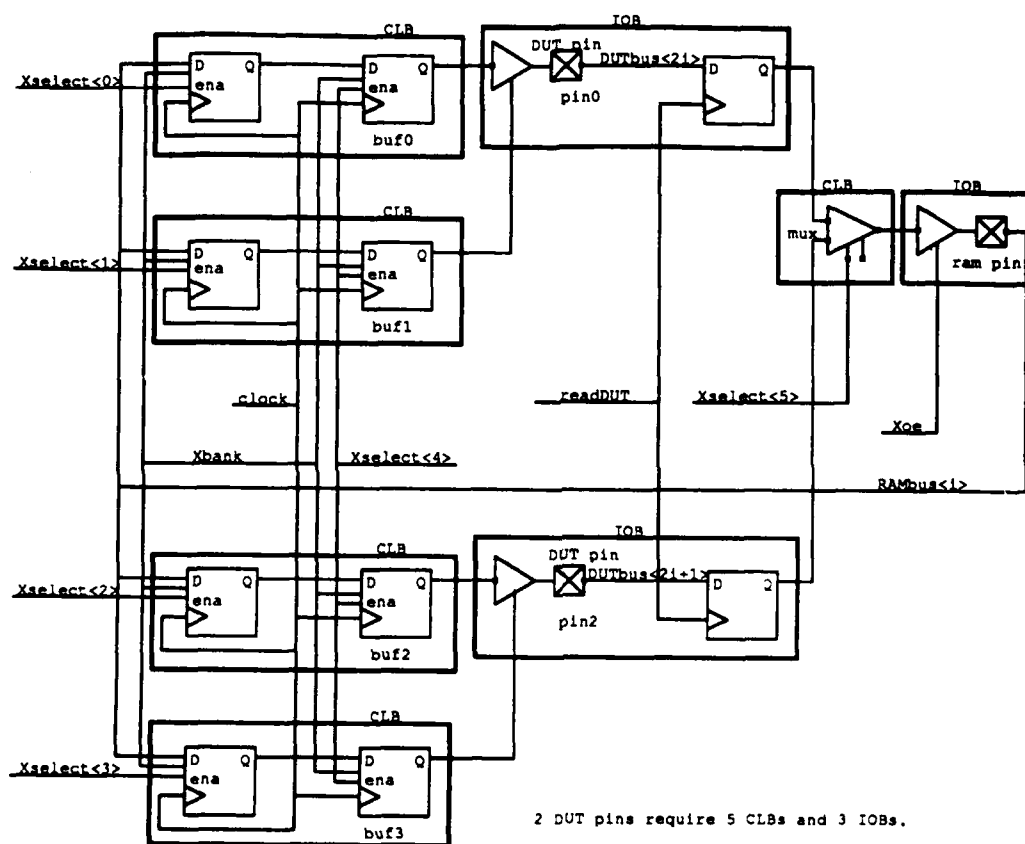 CLB
IOB
D Q
ena
D Q
ena
buf0
DUT pin
pin0
DUTbus<2i>
D Q
Xselect<0>
CLB
D Q
ena
D Q
ena
buf1
Xselect<1>
CLB
mux
IOB
ram pin
clock
readDUT
Xselect<5>
Xoe
Xbank
Xselect<4>
RAMbus<i>
CLB
D Q
ena
D Q
ena
buf2
Xselect<2>
IOB
DUT pin
DUTbus<2i+1>
pin2
D Q
CLB
D Q
ena
D Q
ena
buf3
Xselect<3>
2 DUT pins require 5 CLBs and 3 IOBs.